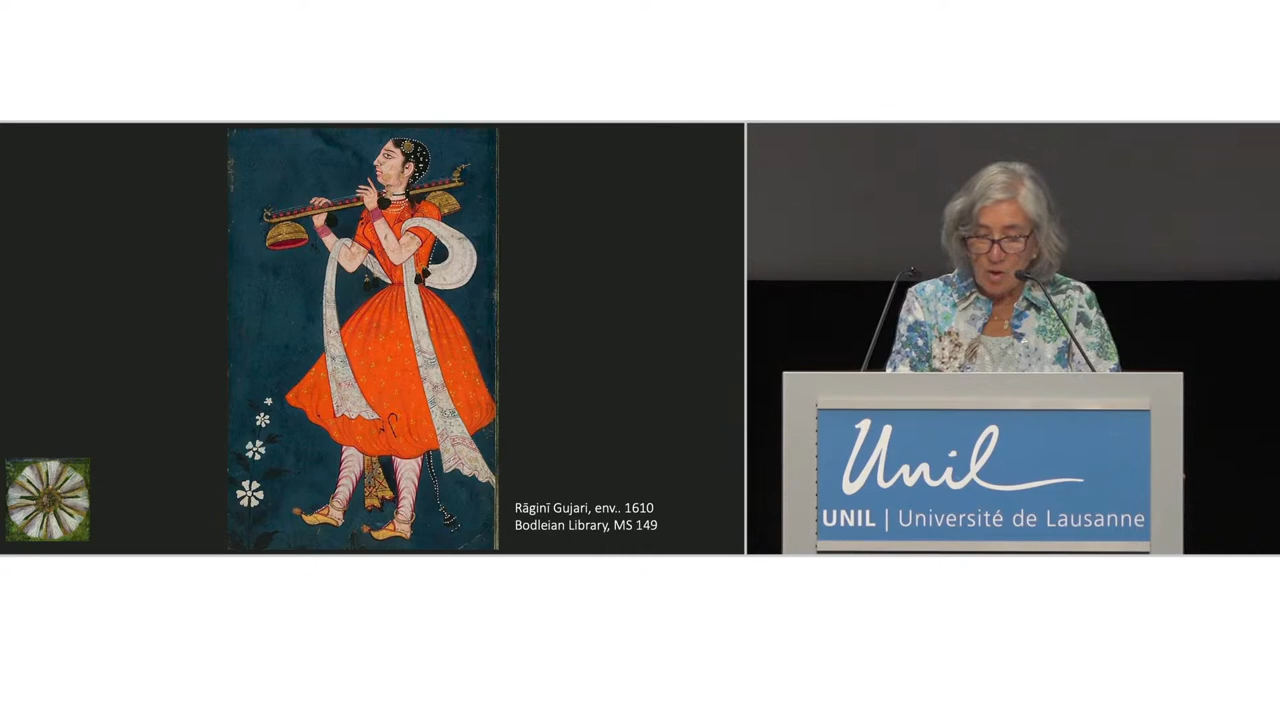 Rāginī Gujari, env.. 1610
Bodleian Library, MS 149
Unil
UNIL | Université de Lausanne